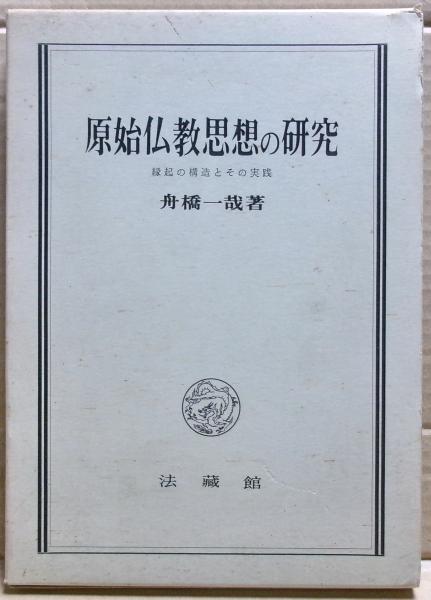 原始仏教思想の研究
縁起の構造とその実践
舟橋一哉著
法藏館